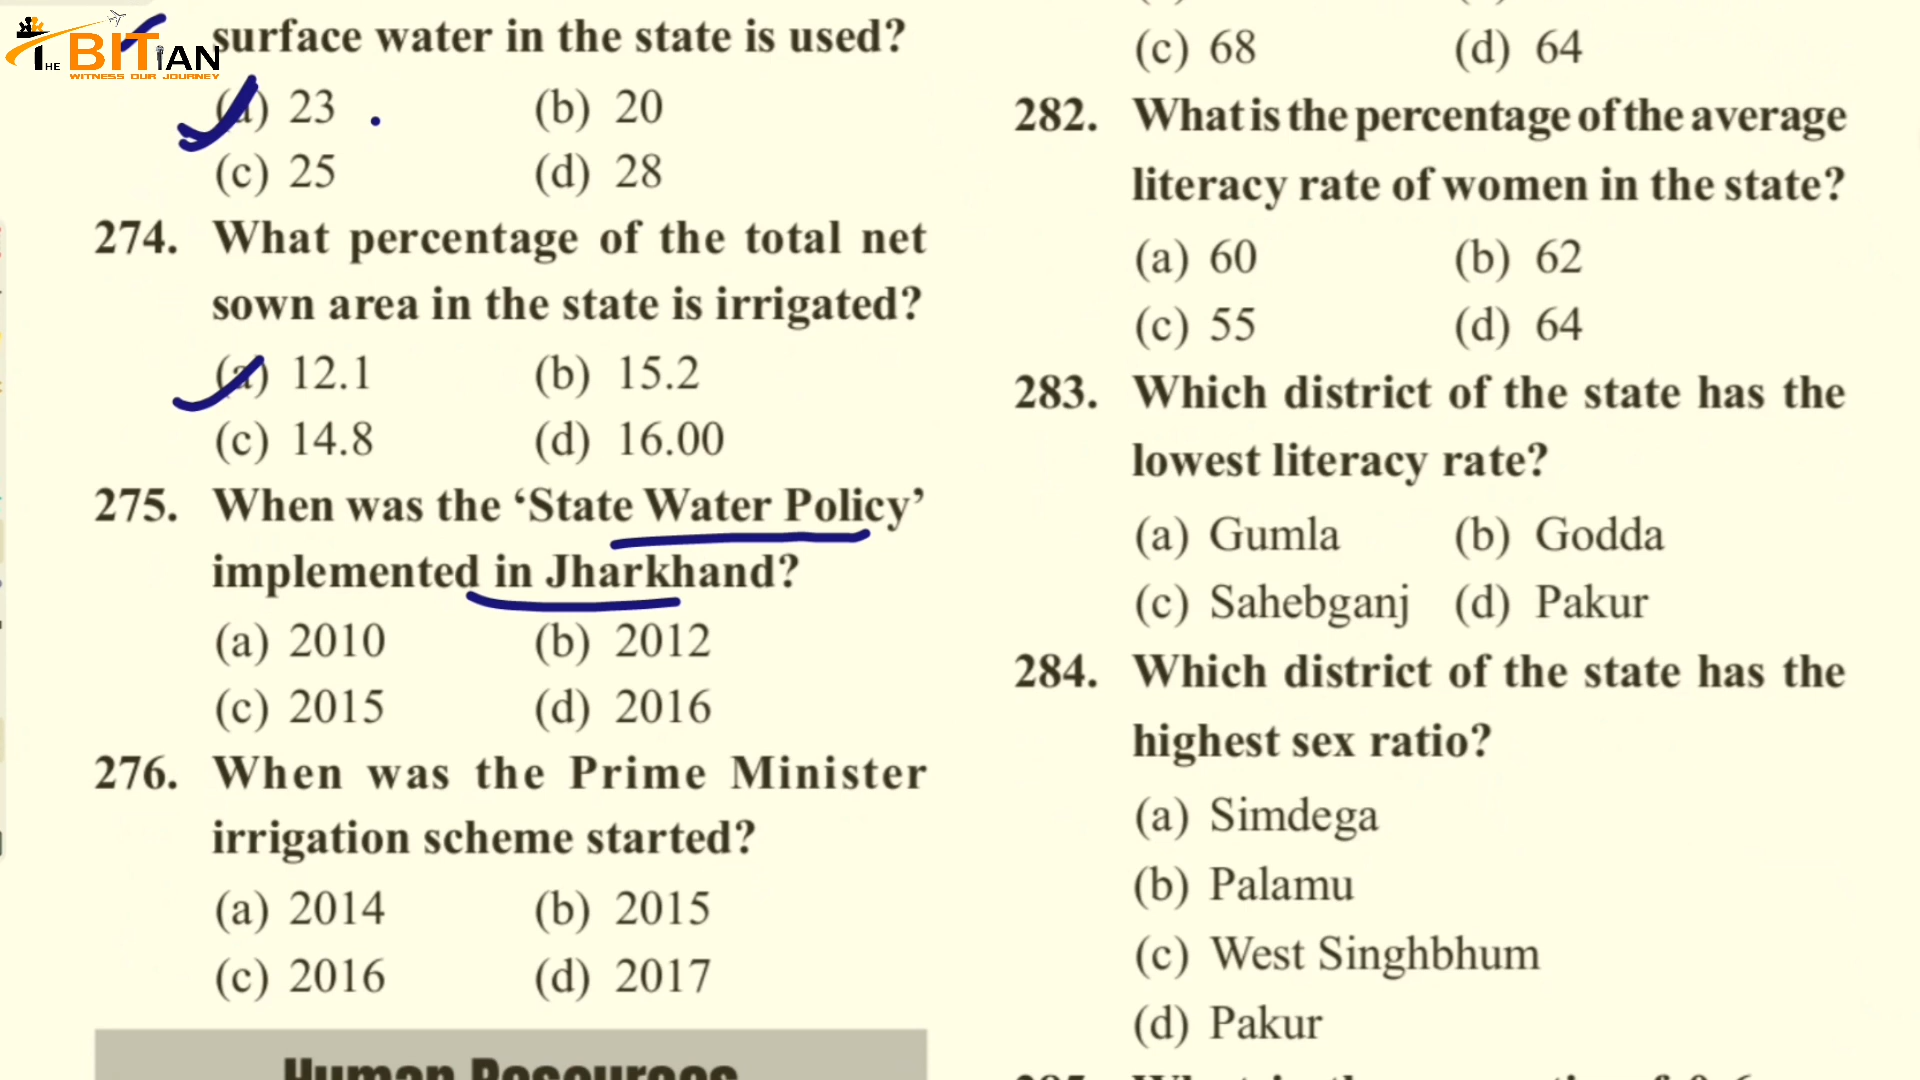 THE BITIAN
WITNESS OUR JOURNEY
surface water in the state is used?
(a) 23 (b) 20
(c) 25 (d) 28
274. What percentage of the total net
sown area in the state is irrigated?
(a) 12.1 (b) 15.2
(c) 14.8 (d) 16.00
275. When was the ‘State Water Policy’
implemented in Jharkhand?
(a) 2010 (b) 2012
(c) 2015 (d) 2016
276. When was the Prime Minister
irrigation scheme started?
(a) 2014 (b) 2015
(c) 2016 (d) 2017
Human Resources
(c) 68 (d) 64
282. What is the percentage of the average
literacy rate of women in the state?
(a) 60 (b) 62
(c) 55 (d) 64
283. Which district of the state has the
lowest literacy rate?
(a) Gumla (b) Godda
(c) Sahebganj (d) Pakur
284. Which district of the state has the
highest sex ratio?
(a) Simdega
(b) Palamu
(c) West Singhbhum
(d) Pakur